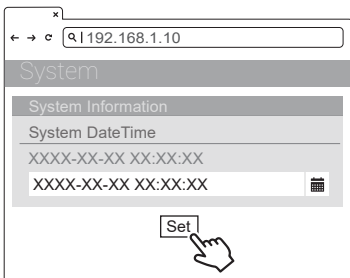 192.168.1.10
System
System Information
System DateTime
XXXX-XX-XX XX:XX:XX
XXXX-XX-XX XX:XX:XX
Set